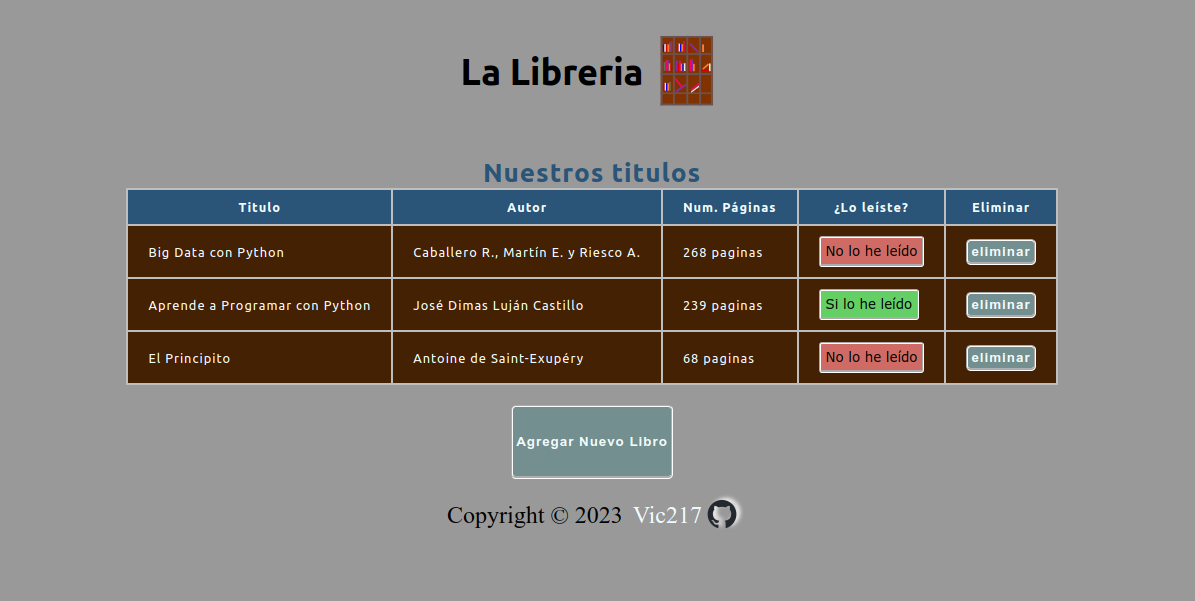 La Libreria
Nuestros titulos
Titulo Autor Num. Páginas ¿Lo leíste? Eliminar
Big Data con Python Caballero R., Martín E. y Riesco A. 268 paginas No lo he leído eliminar
Aprende a Programar con Python José Dimas Luján Castillo 239 paginas Si lo he leído eliminar
El Principito Antoine de Saint-Exupéry 68 paginas No lo he leído eliminar
Agregar Nuevo Libro
Copyright © 2023 Vic217